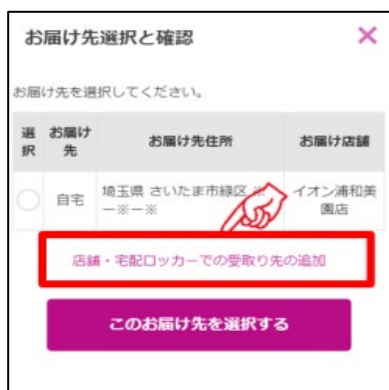 お届け先選択と確認
お届け先を選択してください。
選択 お届け先 お届け先住所 お届け店舗
自宅 埼玉県 さいたま市緑区 ※ー※ー※ イオン浦和美園店
店舗・宅配ロッカーでの受取り先の追加
このお届け先を選択する